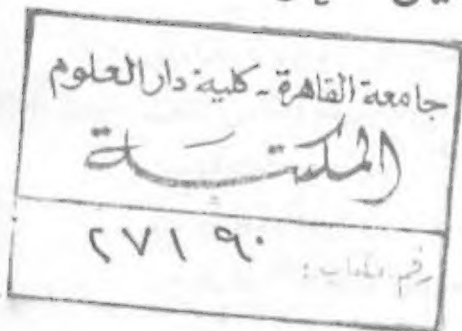 جامعة القاهرة - كلية دار العلوم
المكتبة
رقم الكتاب: ٢٧١٩٠